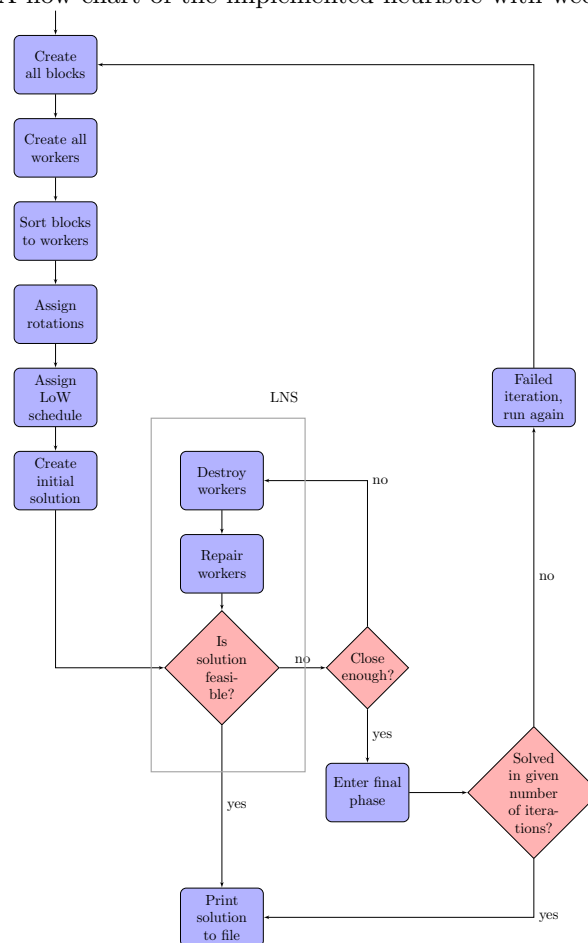 A flow chart of the implemented heuristic with
Create
all blocks
Create all
workers
Sort blocks
to workers
Assign
rotations
Assign
LoW
schedule
Create
initial
solution
LNS
Destroy
workers
Repair
workers
Is
solution
feasi-
ble?
no
Close
enough?
no
yes
Enter final
phase
Solved
in given
number
of itera-
tions?
no
Failed
iteration,
run again
yes
yes
Print
solution
to file